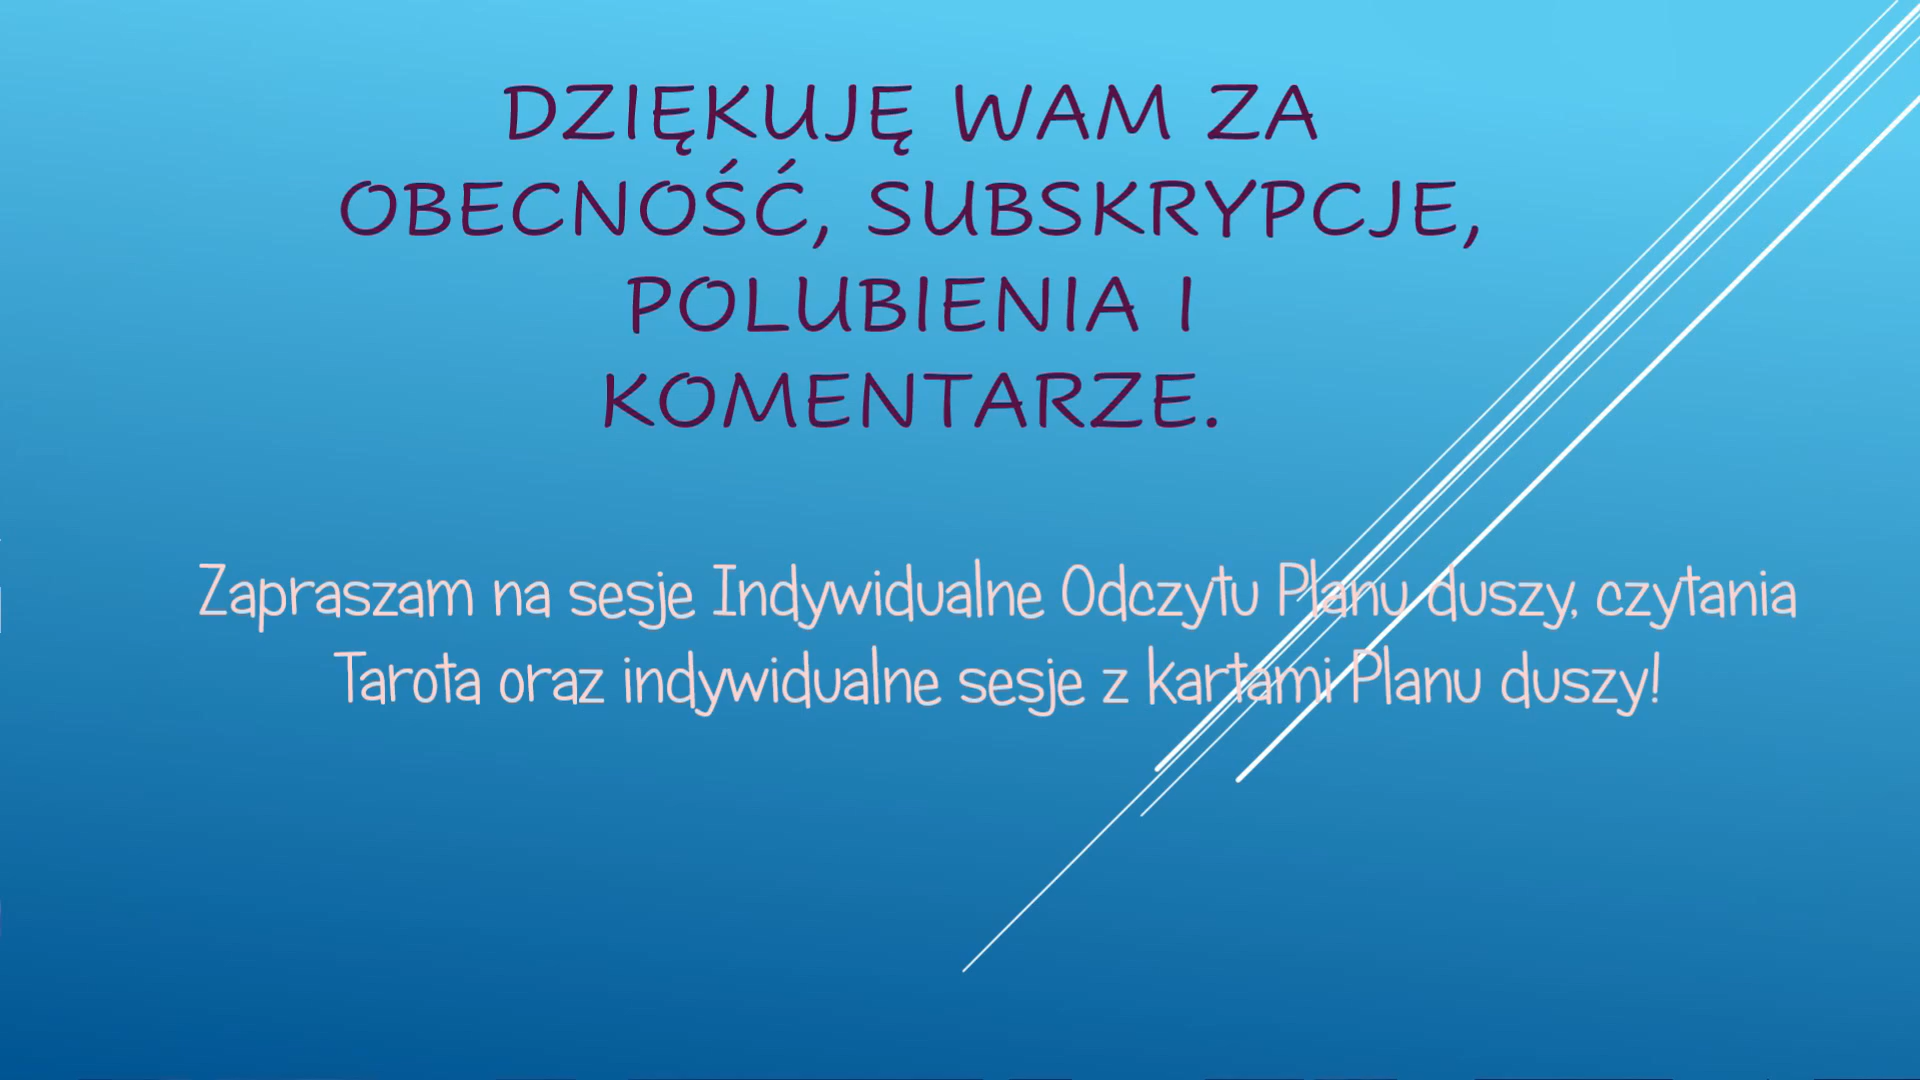 DZIĘKUJĘ WAM ZA
OBECNOŚĆ, SUBSKRYPCJE,
POLUBIENIA I
KOMENTARZE.
Zapraszam na sesje Indywidualne Odczytu Planu duszy, czytania
Tarota oraz indywidualne sesje z kartami Planu duszy!